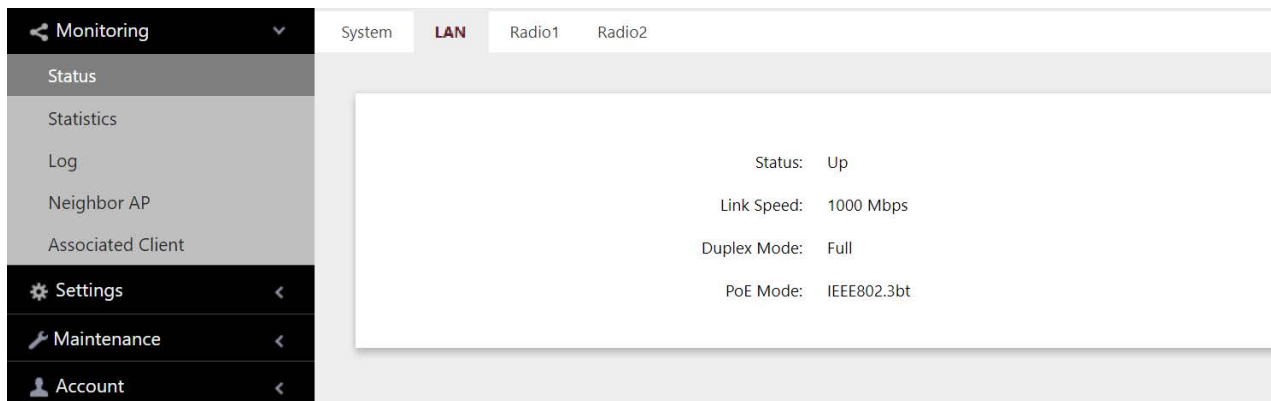 Monitoring
Status
Statistics
Log
Neighbor AP
Associated Client
Settings
Maintenance
Account
System LAN Radio1 Radio2
Status: Up
Link Speed: 1000 Mbps
Duplex Mode: Full
PoE Mode: IEEE802.3bt